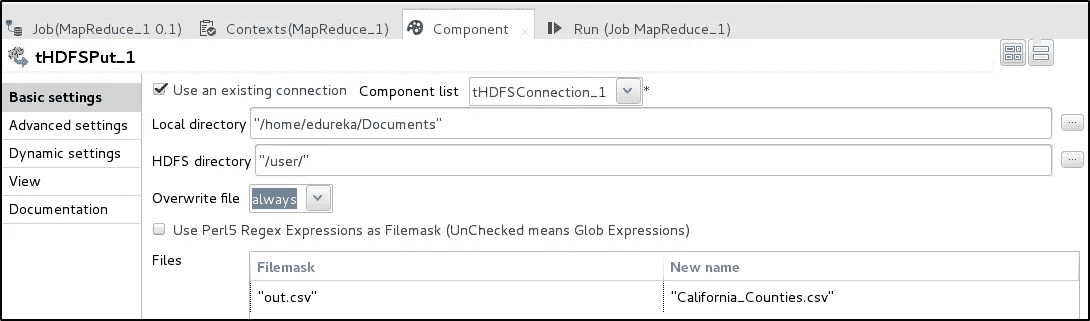 Job(MapReduce_1 0.1) Contexts(MapReduce_1) Component Run (Job MapReduce_1)
tHDFSPut_1
Basic settings
Advanced settings
Dynamic settings
View
Documentation
Use an existing connection Component list tHDFSConnection_1 *
Local directory "/home/edureka/Documents" ...
HDFS directory "/user/" ...
Overwrite file always
Use Perl5 Regex Expressions as Filemask (UnChecked means Glob Expressions)
Files Filemask New name
"out.csv" "California_Counties.csv"